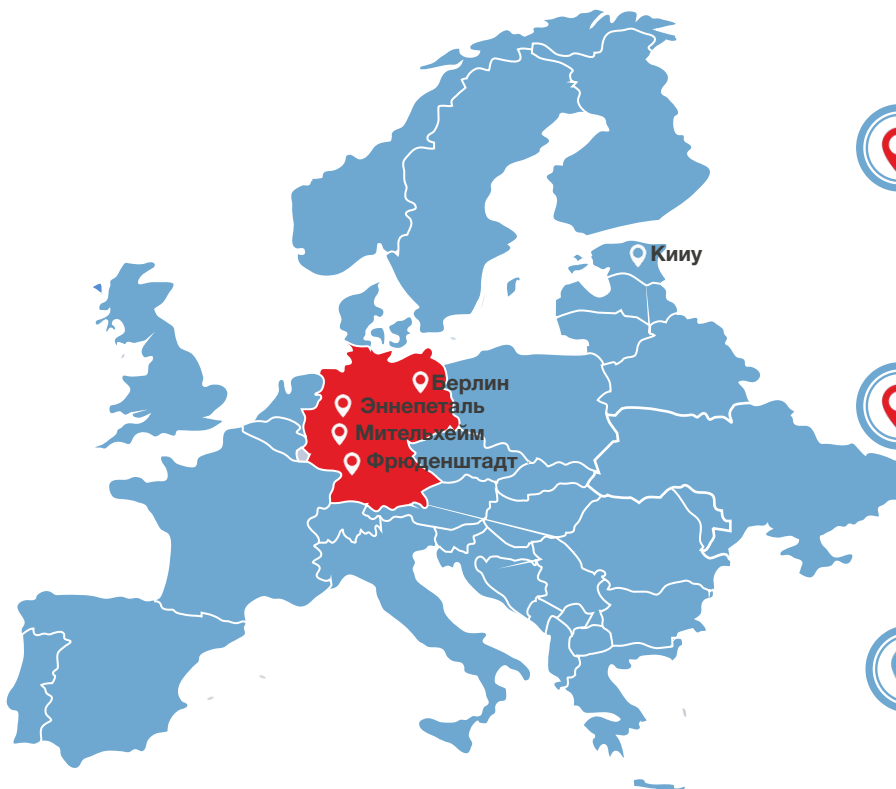 Кииу
Берлин
Эннепеталь
Мительхейм
Фрюденштадт